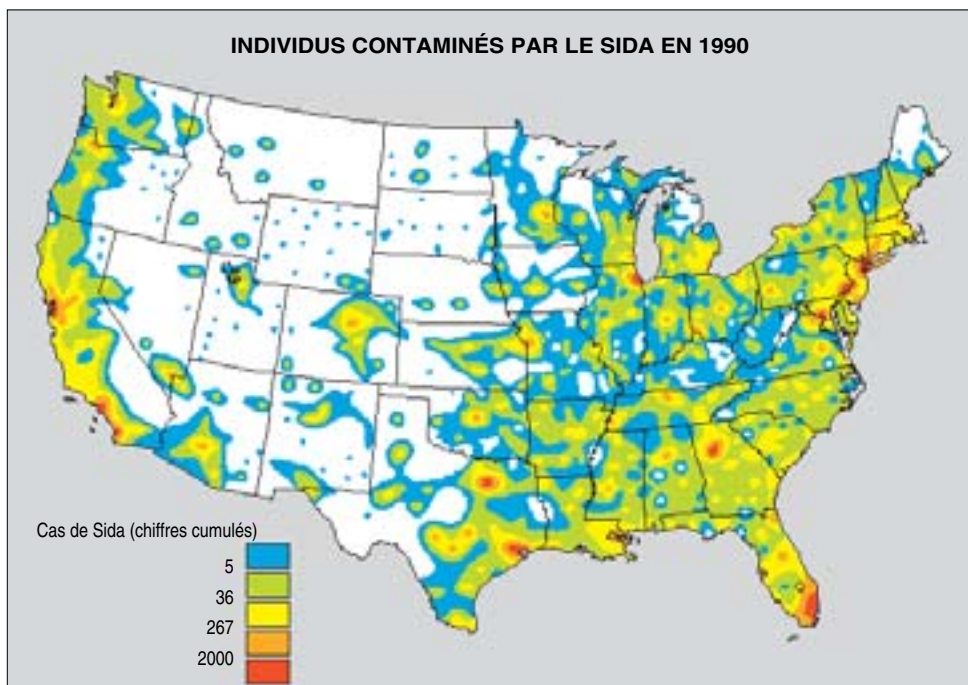 INDIVIDUS CONTAMINÉS PAR LE SIDA EN 1990
Cas de Sida (chiffres cumulés)
5
36
267
2000